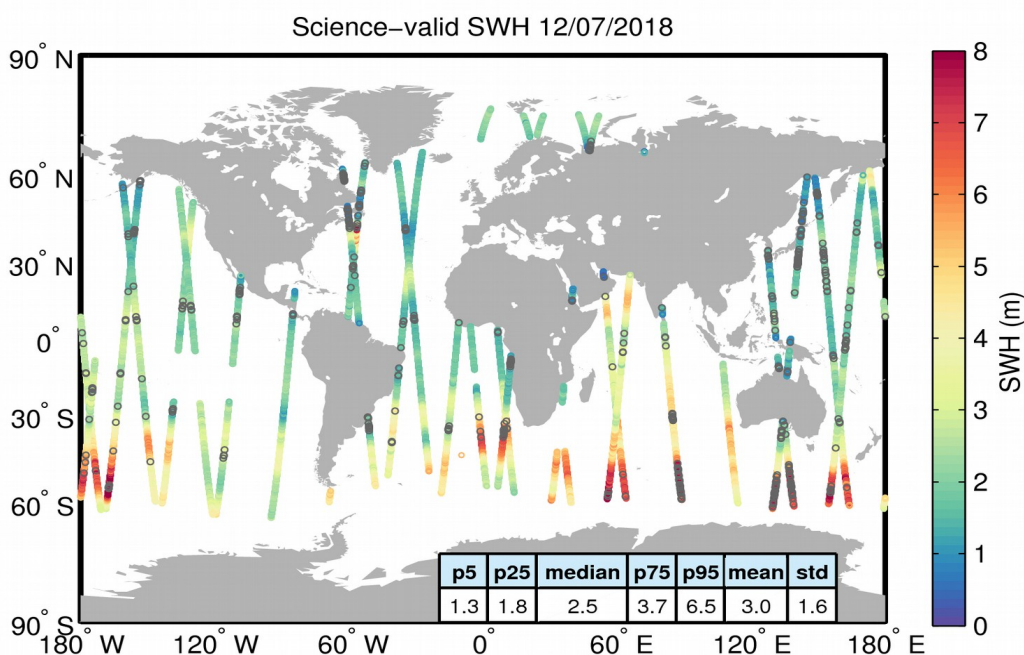 Science−valid SWH 12/07/2018
90° N
60° N
30° N
0°
30° S
60° S
90° S
180° W
120° W
60° W
0°
60° E
120° E
180° E
p5 p25 median p75 p95 mean std
1.3 1.8 2.5 3.7 6.5 3.0 1.6
8
7
6
5
4
3
2
1
0
SWH (m)